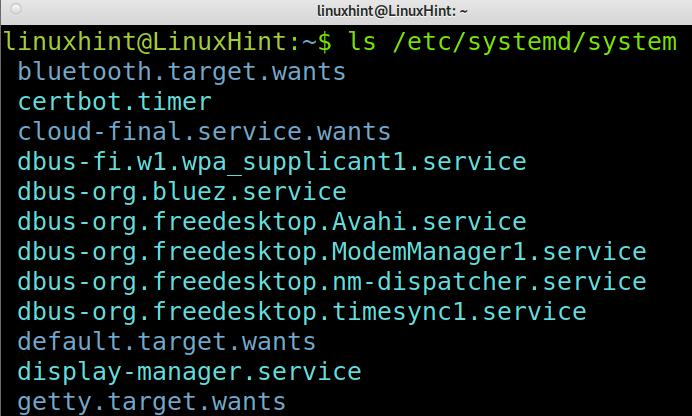 linuxhint@LinuxHint: ~
linuxhint@LinuxHint:~$ ls /etc/systemd/system
bluetooth.target.wants
certbot.timer
cloud-final.service.wants
dbus-fi.w1.wpa_supplicant1.service
dbus-org.bluez.service
dbus-org.freedesktop.Avahi.service
dbus-org.freedesktop.ModemManager1.service
dbus-org.freedesktop.nm-dispatcher.service
dbus-org.freedesktop.timesync1.service
default.target.wants
display-manager.service
getty.target.wants